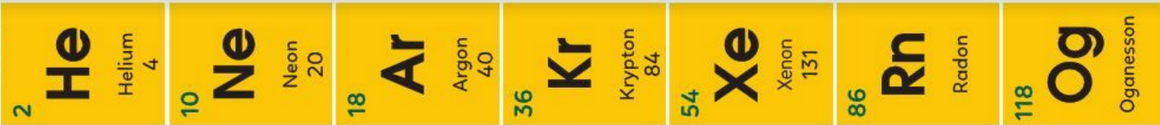 2
He
Helium
4
10
Ne
Neon
20
18
Ar
Argon
40
36
Kr
Krypton
84
54
Xe
Xenon
131
86
Rn
Radon
118
Og
Oganesson